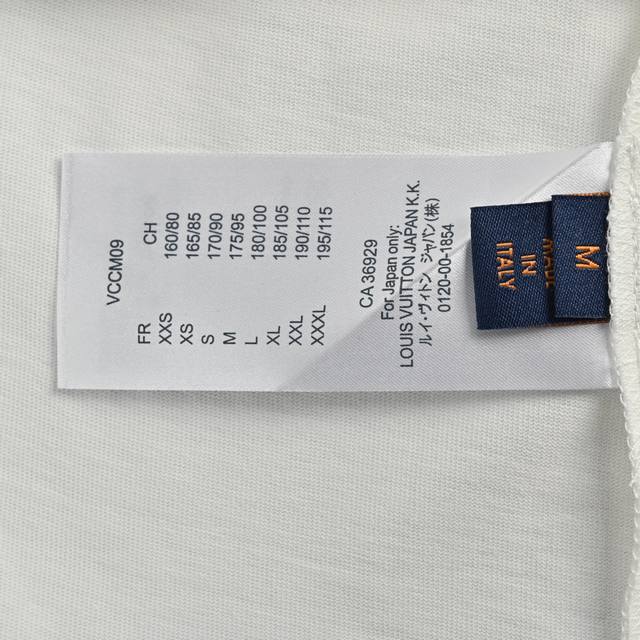 VCCM09
FR CH
XXS 160/80
XS 165/85
S 170/90
M 175/95
L 180/100
XL 185/105
XXL 190/110
XXXL 195/115
CA 36929
For Japan only:
LOUIS VUITTON JAPAN K.K.
ルイ・ヴィトン ジャパン(株)
0120-00-1854
MADE
IN
ITALY
M